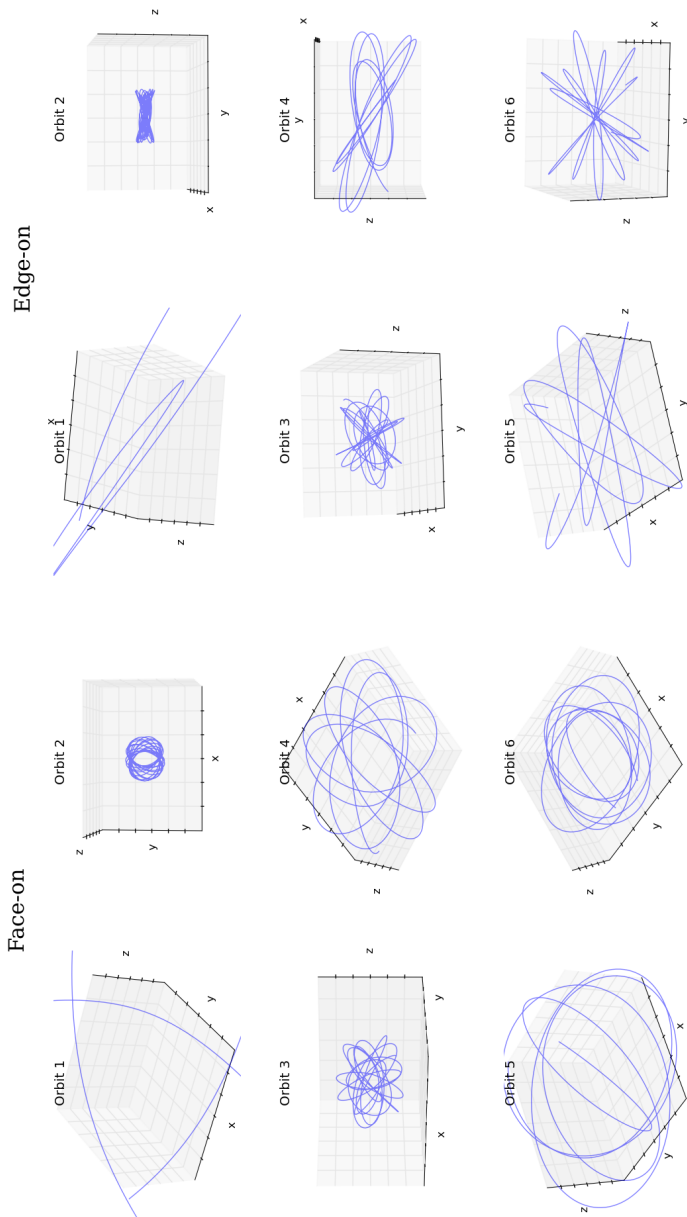 Face-on
Orbit 1
z
y
x
Orbit 2
z
y
x
Orbit 3
z
y
x
Orbit 4
x
y
z
Orbit 5
x
y
z
Orbit 6
x
y
z
Edge-on
Orbit 1
x
y
z
Orbit 2
z
y
x
Orbit 3
z
y
x
Orbit 4
x
y
z
Orbit 5
z
x
y
Orbit 6
x
z
y